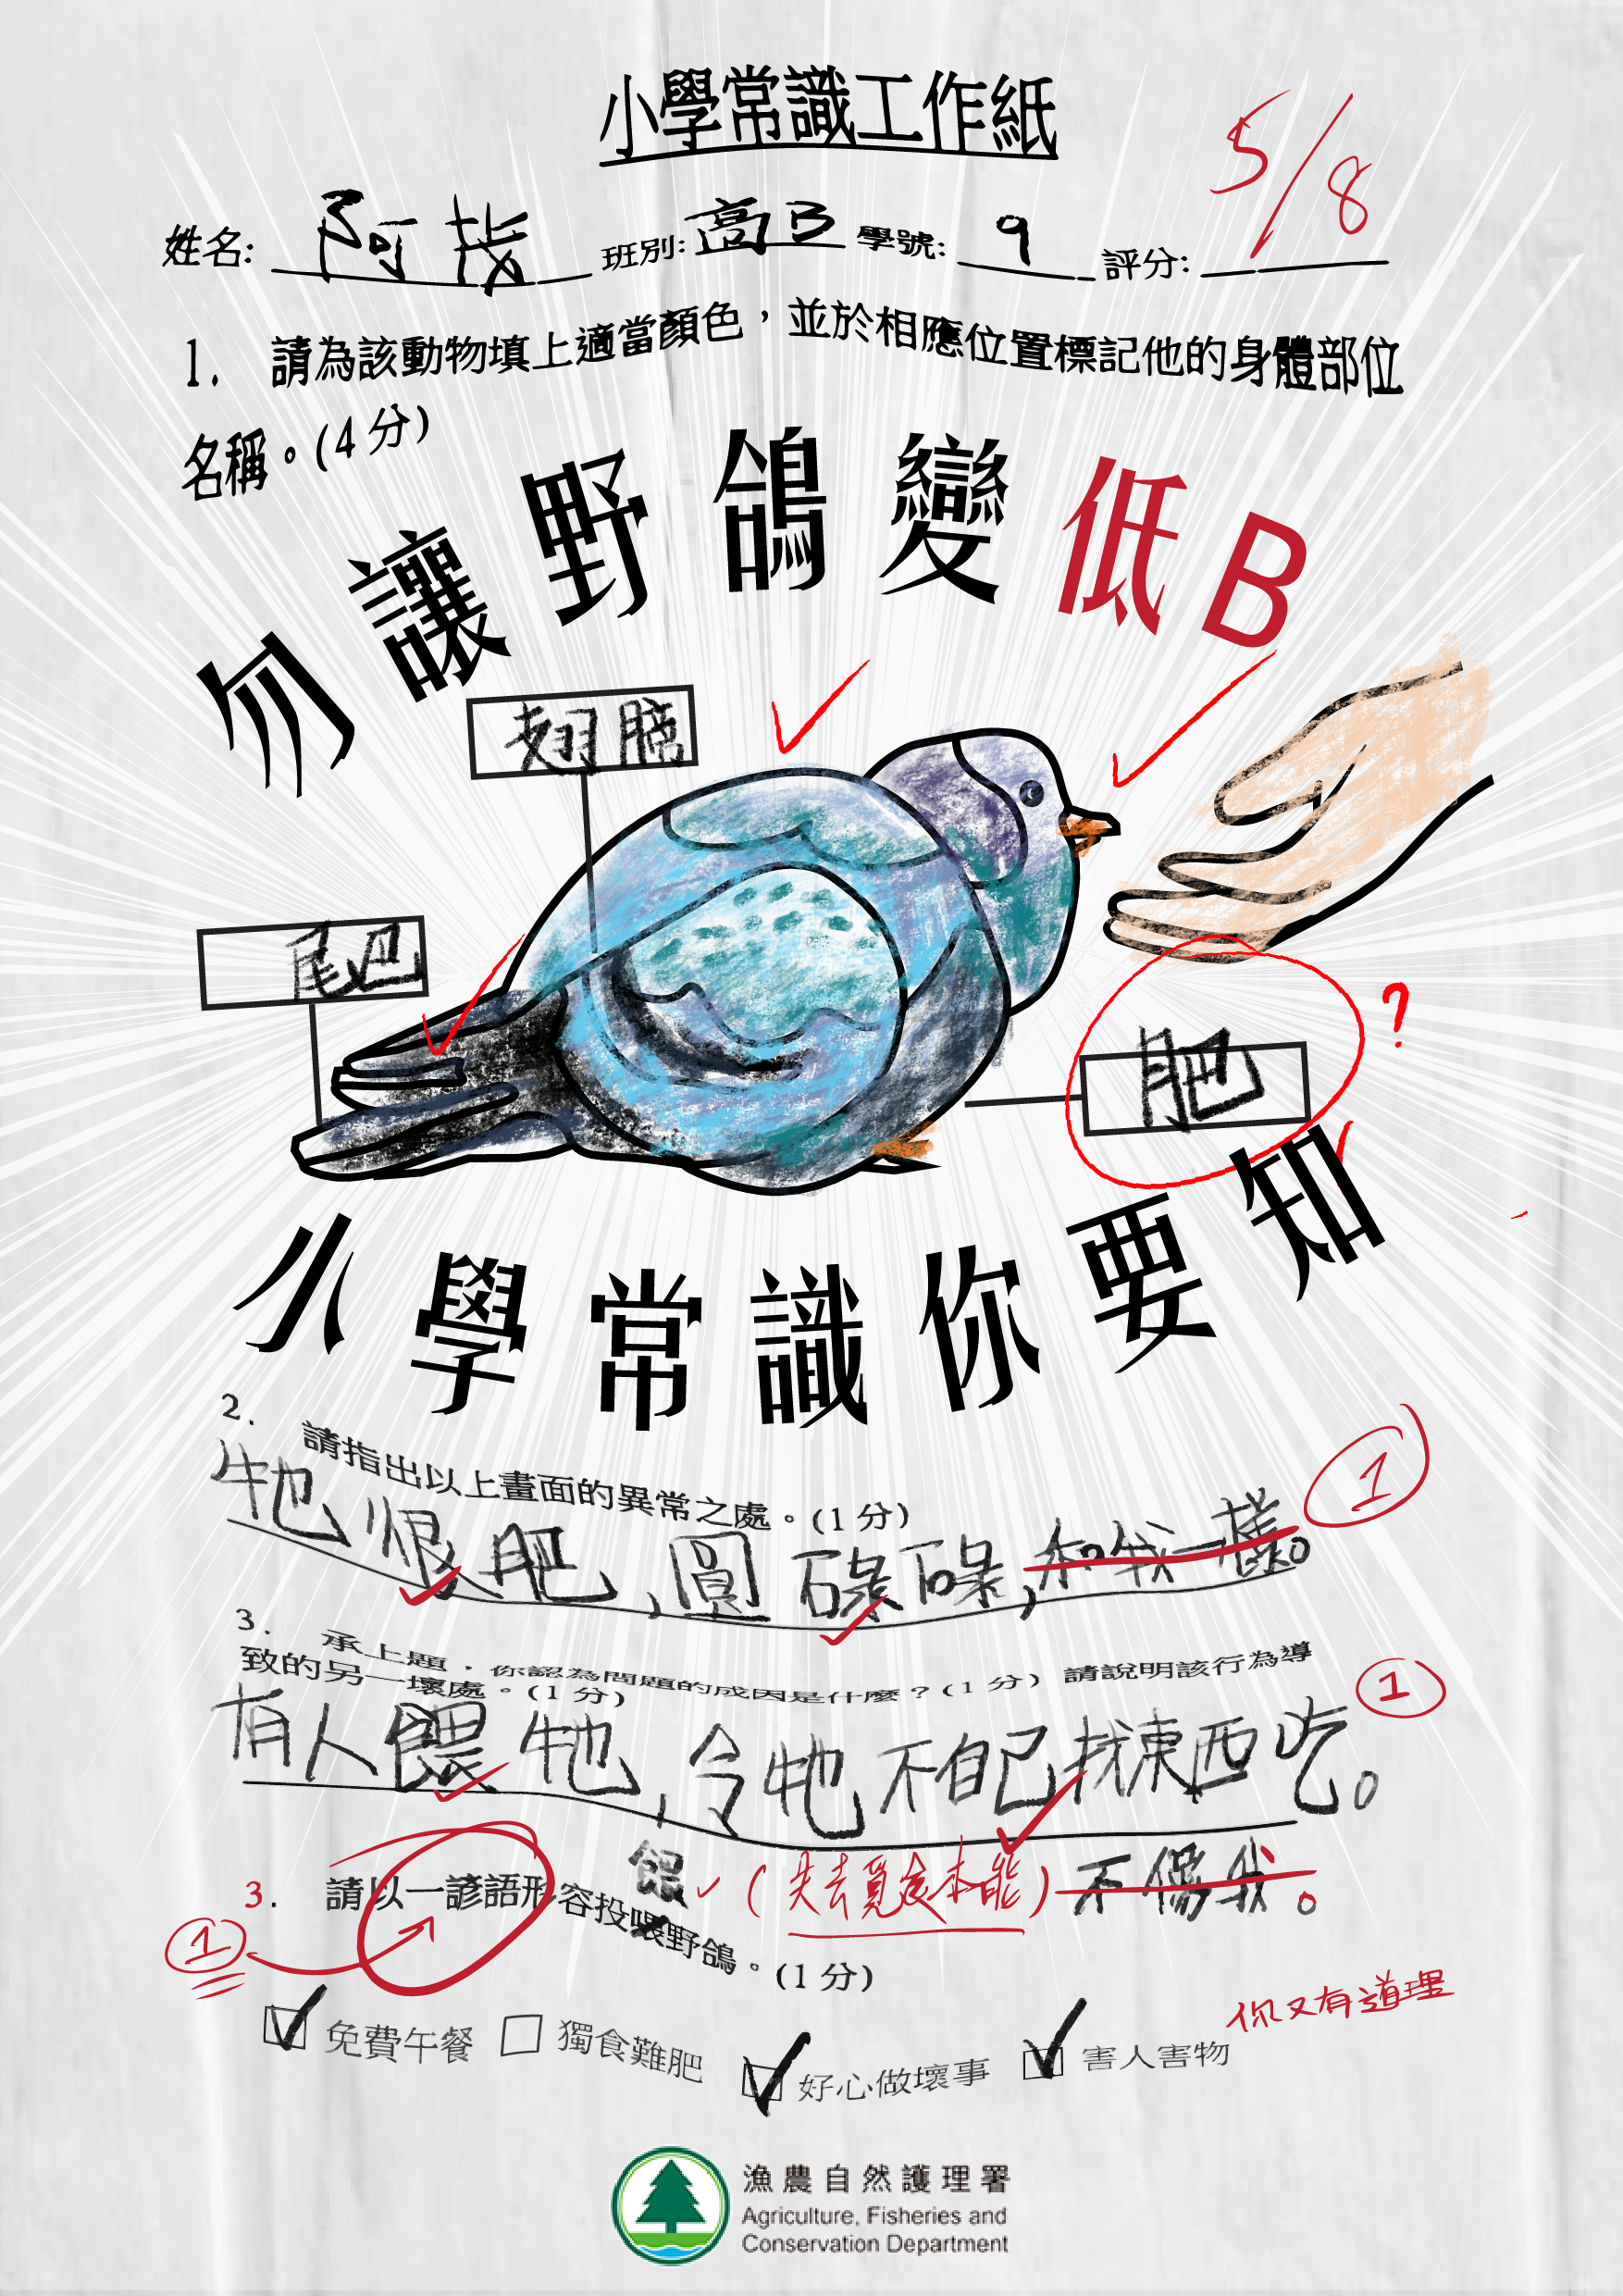 小學常識工作紙
5/8
姓名: 阿拔 班別: 高B 學號: 9 評分:
1. 請為該動物填上適當顏色,並於相應位置標記他的身體部位
名稱。(4分)
勿讓野鴿變低B
翅膀
尾巴
肥
?
小學常識你要知
2. 請指出以上畫面的異常之處。(1分)
牠很肥,圓碌碌,和我一樣。
1
3. 承上題,你認為問題的成因是什麼?(1分) 請說明該行為導
致的另一壞處。(1分)
1
有人餵牠,令牠不自己找東西吃。
餵 (失去覓食本能) 不像我。
3. 請以一諺語形容投喂野鴿。(1分)
1
免費午餐 獨食難肥 好心做壞事 害人害物
你又有道理
漁農自然護理署
Agriculture, Fisheries and
Conservation Department